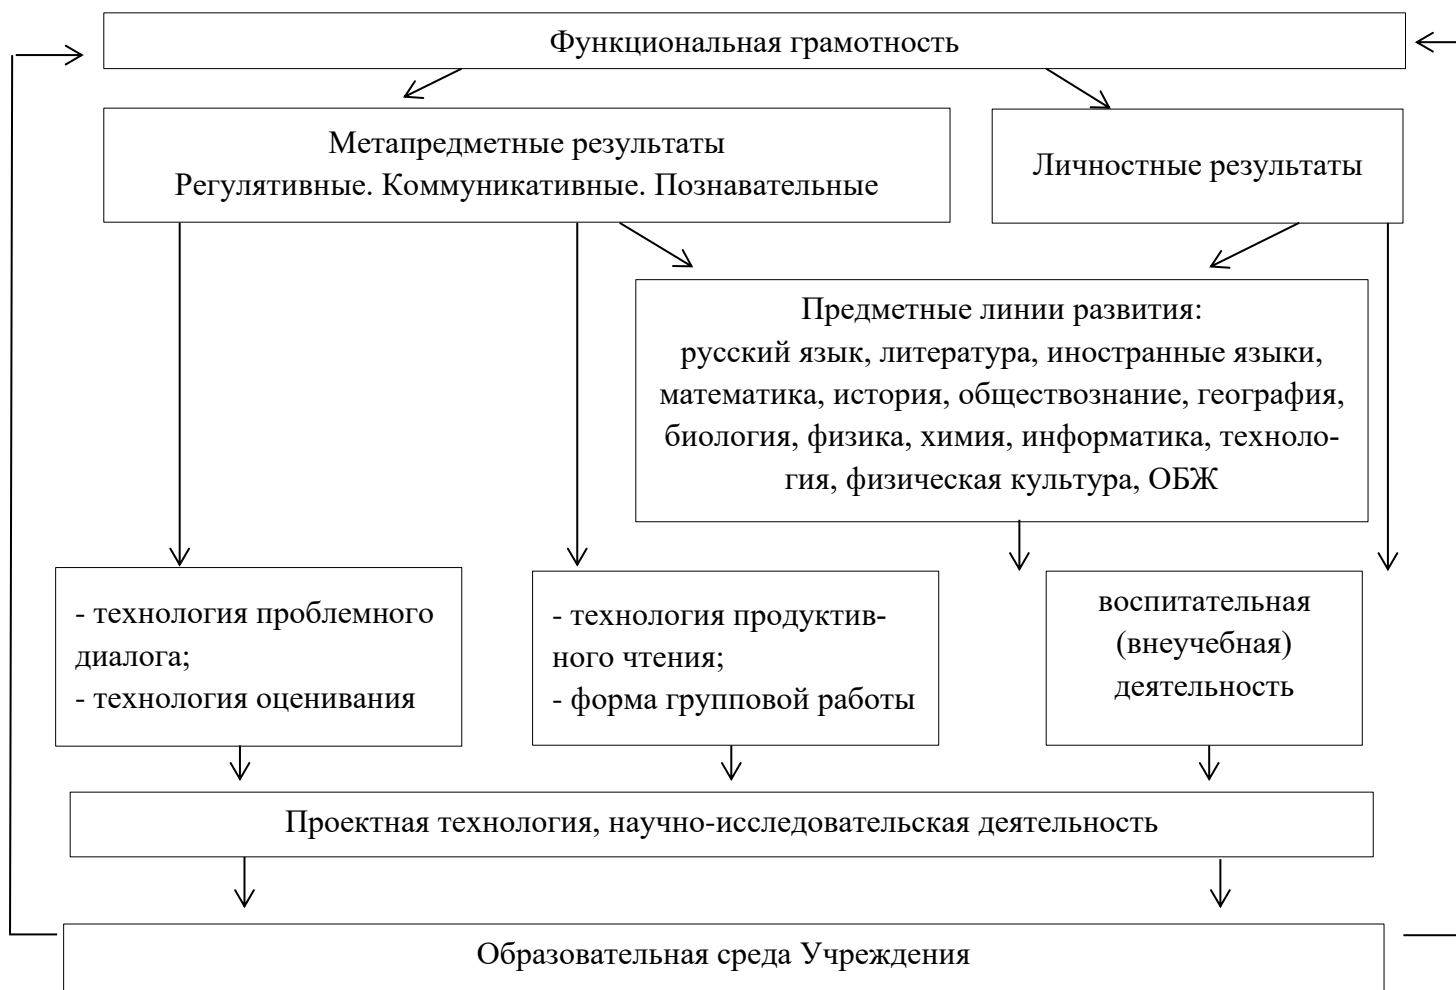 Функциональная грамотность
Метапредметные результаты
Регулятивные. Коммуникативные. Познавательные
Личностные результаты
Предметные линии развития:
русский язык, литература, иностранные языки,
математика, история, обществознание, география,
биология, физика, химия, информатика, техноло-
гия, физическая культура, ОБЖ
- технология проблемного
диалога;
- технология оценивания
- технология продуктив-
ного чтения;
- форма групповой работы
воспитательная
(внеучебная)
деятельность
Проектная технология, научно-исследовательская деятельность
Образовательная среда Учреждения